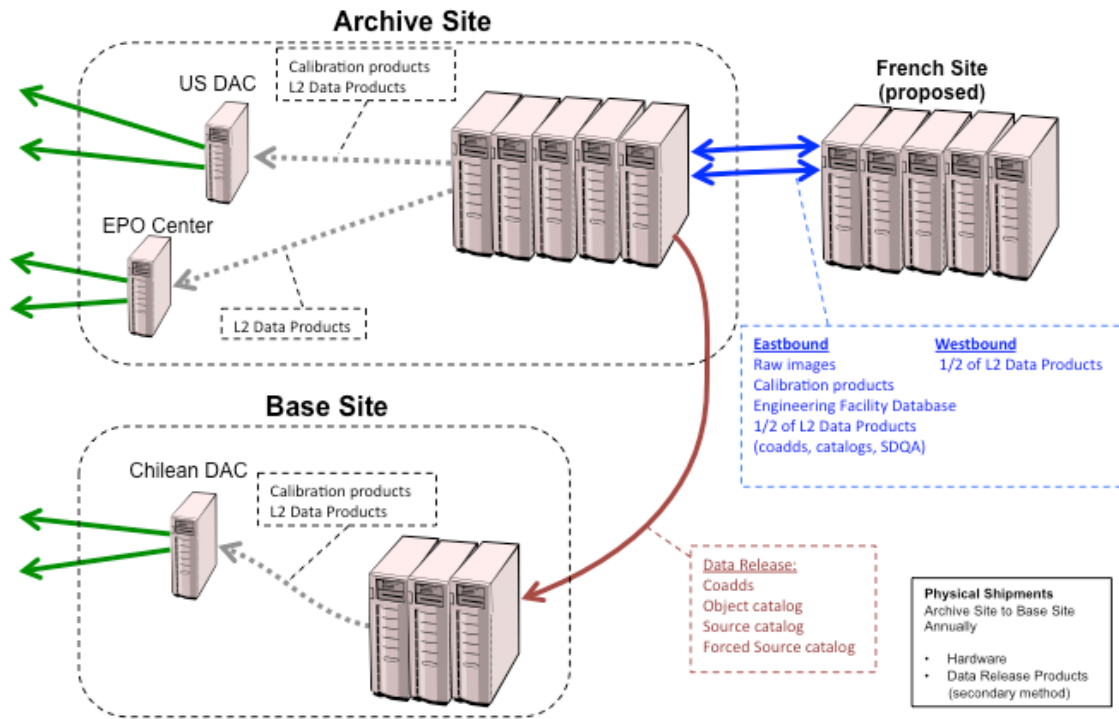 Archive Site
Calibration products
L2 Data Products
US DAC
French Site
(proposed)
EPO Center
L2 Data Products
Eastbound
Raw images
Calibration products
Engineering Facility Database
1/2 of L2 Data Products
(coadds, catalogs, SDQA)
Westbound
1/2 of L2 Data Products
Base Site
Chilean DAC
Calibration products
L2 Data Products
Data Release:
Coadds
Object catalog
Source catalog
Forced Source catalog
Physical Shipments
Archive Site to Base Site
Annually
• Hardware
• Data Release Products
(secondary method)